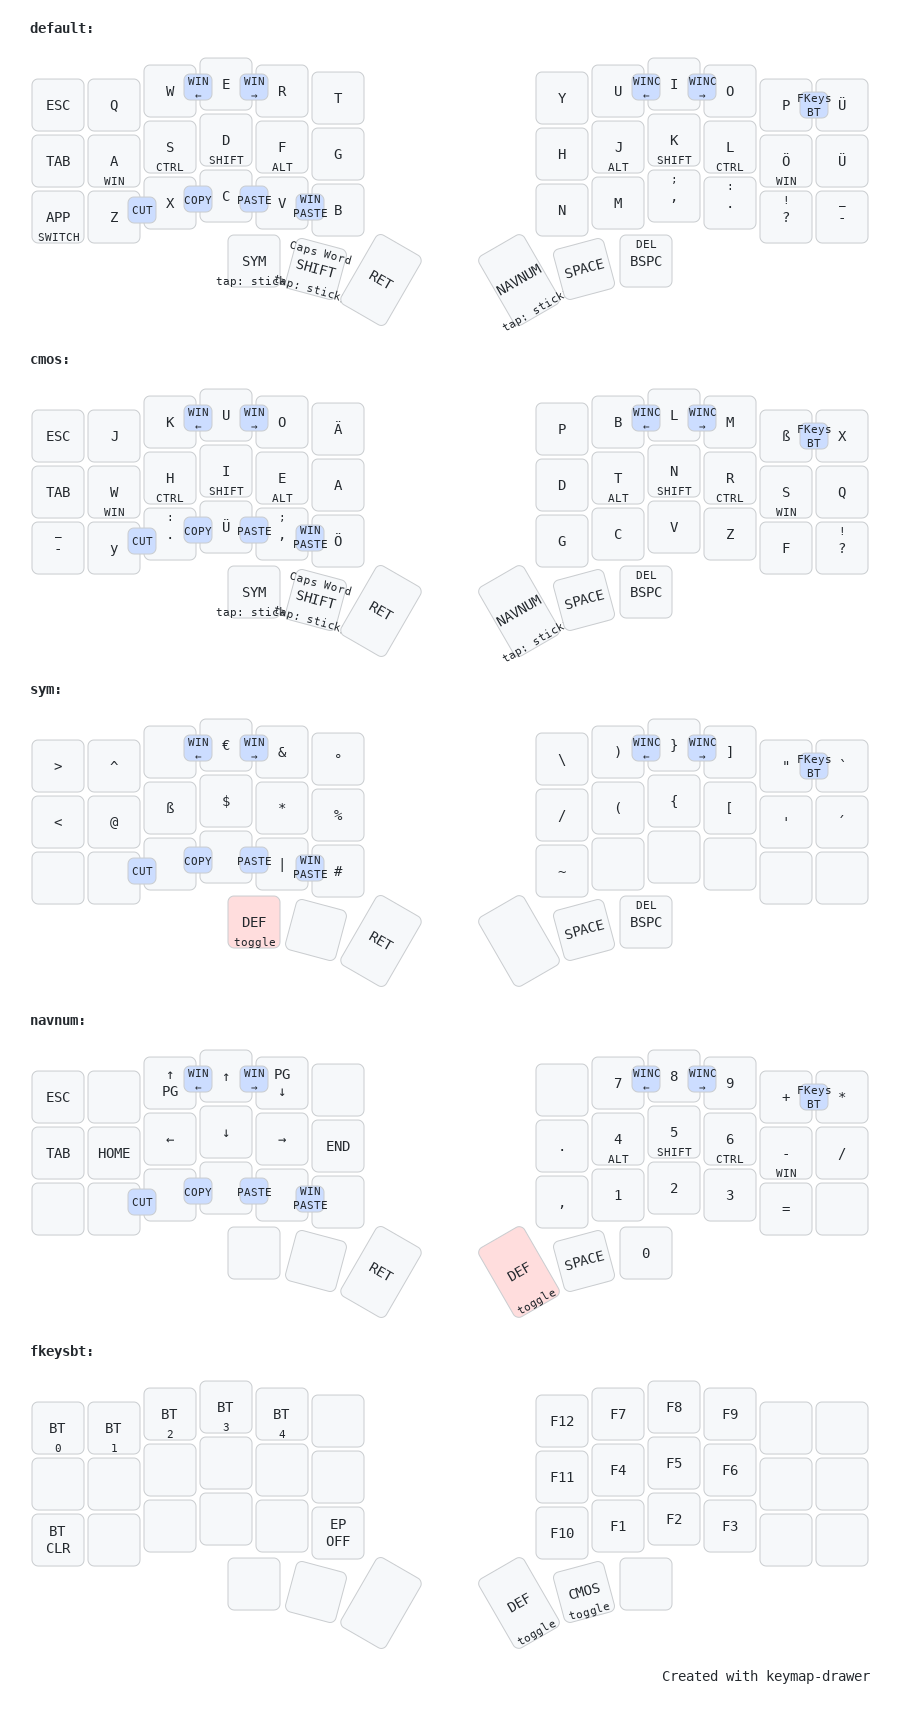 default:
ESC Q W WIN ← E WIN → R T Y U WINC ← I WINC → O P FKeys BT Ü
TAB A WIN S CTRL D SHIFT F ALT G H J ALT K SHIFT L CTRL Ö WIN Ü
APP SWITCH Z CUT X COPY C PASTE V WIN PASTE B N M ; , : . ! ? _ -
SYM tap: stick Caps Word SHIFT tap: stick RET NAVNUM tap: stick SPACE DEL BSPC
cmos:
ESC J K WIN ← U WIN → O Ä P B WINC ← L WINC → M ß FKeys BT X
TAB W WIN H CTRL I SHIFT E ALT A D T ALT N SHIFT R CTRL S WIN Q
_ - y CUT : . COPY Ü PASTE ; , WIN PASTE Ö G C V Z F ! ?
SYM tap: stick Caps Word SHIFT tap: stick RET NAVNUM tap: stick SPACE DEL BSPC
sym:
> ^ WIN ← € WIN → & ° \ ) WINC ← } WINC → ] " FKeys BT `
< @ ß $ * % / ( { [ ' ´
CUT COPY PASTE | WIN PASTE # ~
DEF toggle RET SPACE DEL BSPC
navnum:
ESC ↑ PG WIN ← ↑ WIN → PG ↓ 7 WINC ← 8 WINC → 9 + FKeys BT *
TAB HOME ← ↓ → END . 4 ALT 5 SHIFT 6 CTRL - WIN /
CUT COPY PASTE WIN PASTE , 1 2 3 =
RET DEF toggle SPACE 0
fkeysbt:
BT 0 BT 1 BT 2 BT 3 BT 4 F12 F7 F8 F9
F11 F4 F5 F6
BT CLR EP OFF F10 F1 F2 F3
DEF toggle CMOS toggle
Created with keymap-drawer